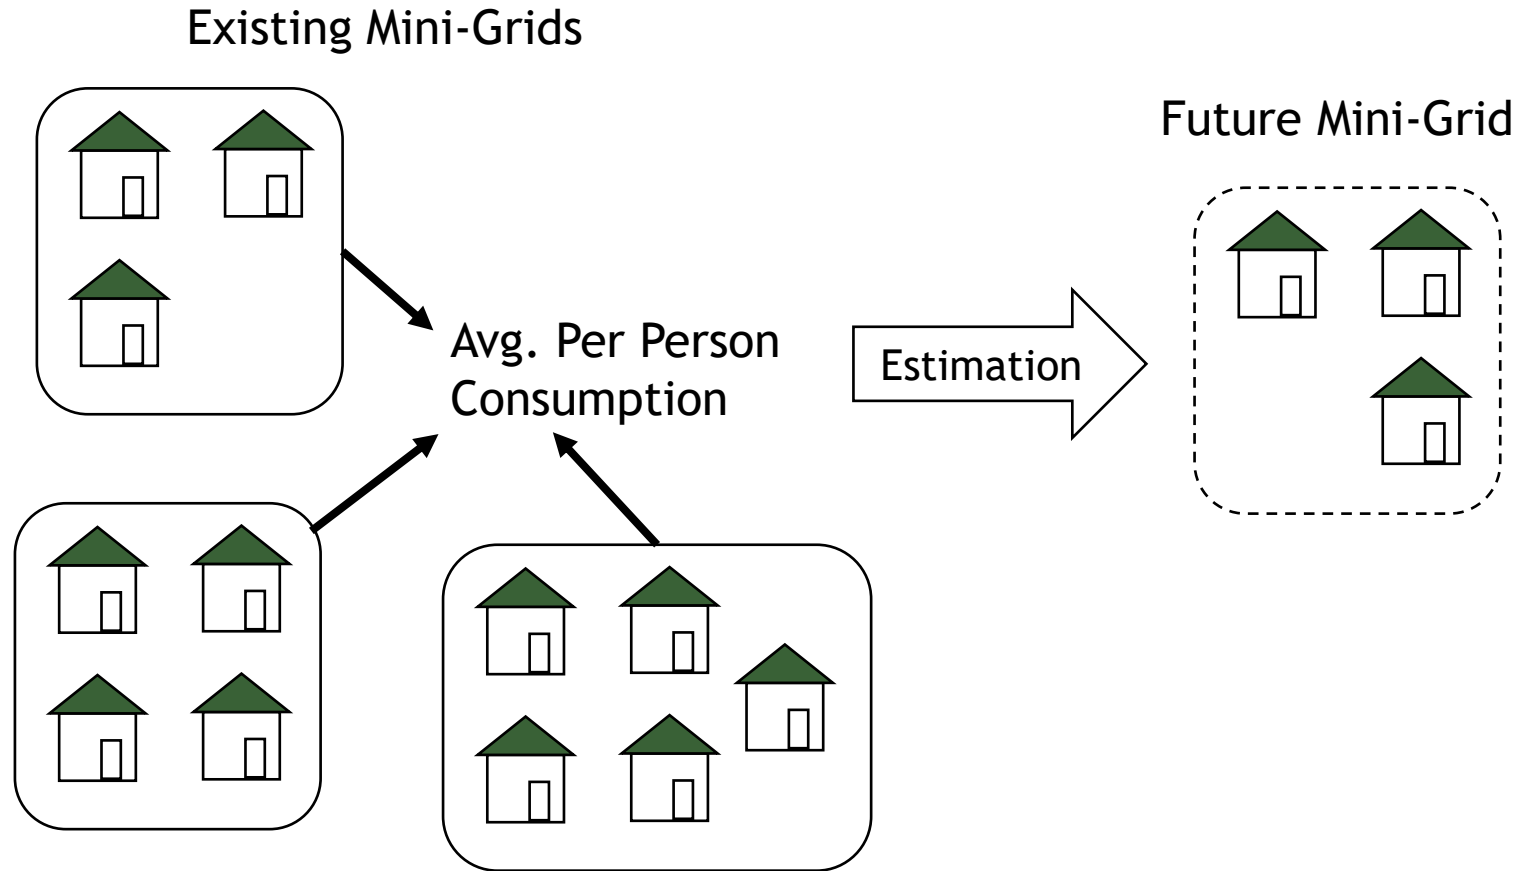 Existing Mini-Grids
Future Mini-Grid
Avg. Per Person
Consumption
Estimation